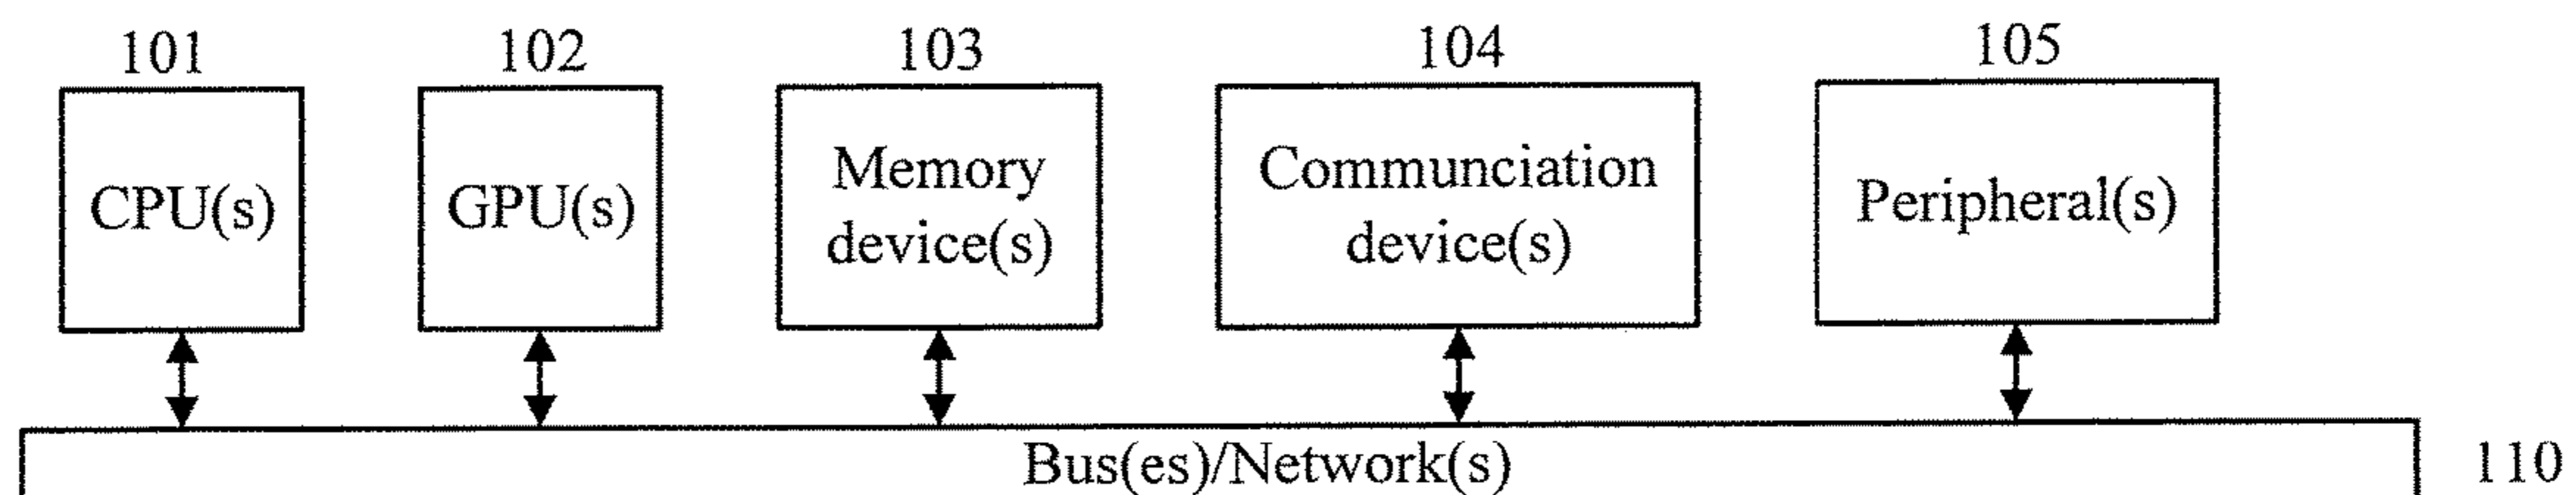 101 102 103 104 105
CPU(s) GPU(s) Memory device(s) Communciation device(s) Peripheral(s)
Bus(es)/Network(s) 110